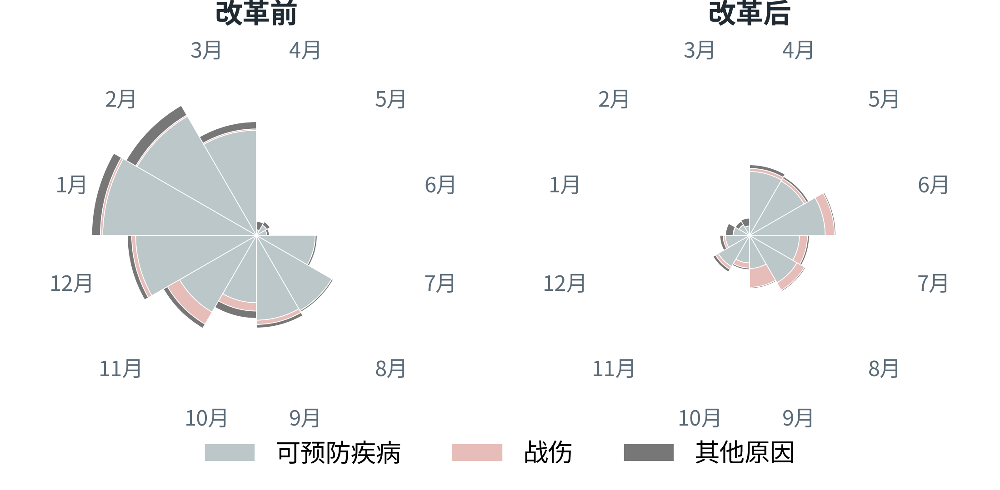 改革前
3月
4月
2月
5月
1月
6月
12月
7月
11月
8月
10月
9月
改革后
3月
4月
2月
5月
1月
6月
12月
7月
11月
8月
10月
9月
可预防疾病
战伤
其他原因